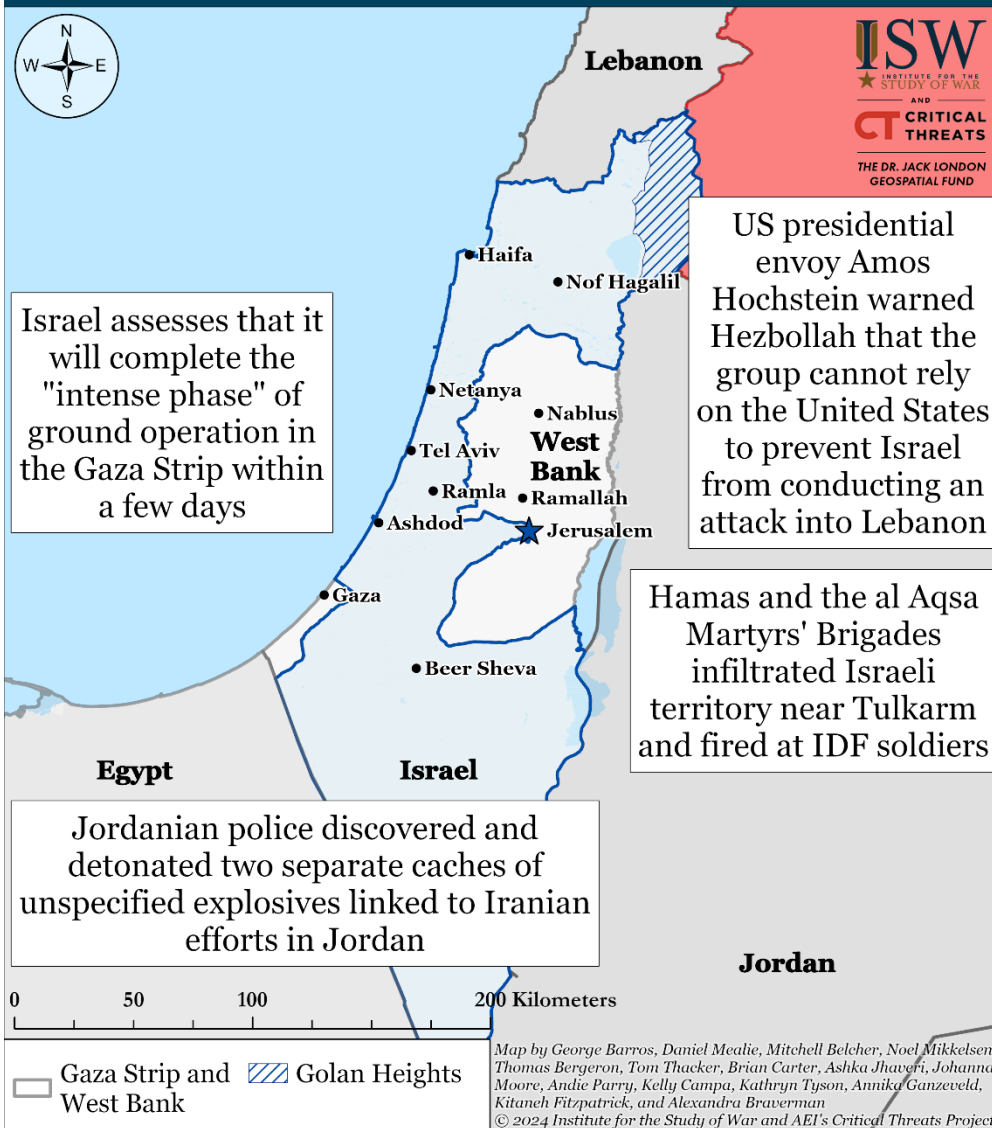 N
W
E
S
Lebanon
ISW
INSTITUTE FOR THE
STUDY OF WAR
AND
CT CRITICAL
THREATS
THE DR. JACK LONDON
GEOSPATIAL FUND
US presidential
envoy Amos
Hochstein warned
Hezbollah that the
group cannot rely
on the United States
to prevent Israel
from conducting an
attack into Lebanon
Haifa
Nof Hagalil
Israel assesses that it
will complete the
"intense phase" of
ground operation in
the Gaza Strip within
a few days
Netanya
Nablus
West
Bank
Tel Aviv
Ramla
Ramallah
Ashdod
Jerusalem
Gaza
Beer Sheva
Hamas and the al Aqsa
Martyrs' Brigades
infiltrated Israeli
territory near Tulkarm
and fired at IDF soldiers
Egypt
Israel
Jordanian police discovered and
detonated two separate caches of
unspecified explosives linked to Iranian
efforts in Jordan
Jordan
0 50 100 200 Kilometers
Gaza Strip and
West Bank
Golan Heights
Map by George Barros, Daniel Mealie, Mitchell Belcher, Noel Mikkelsen,
Thomas Bergeron, Tom Thacker, Brian Carter, Ashka Jhaveri, Johanna
Moore, Andie Parry, Kelly Campa, Kathryn Tyson, Annika Ganzeveld,
Kitaneh Fitzpatrick, and Alexandra Braverman
© 2024 Institute for the Study of War and AEI's Critical Threats Project